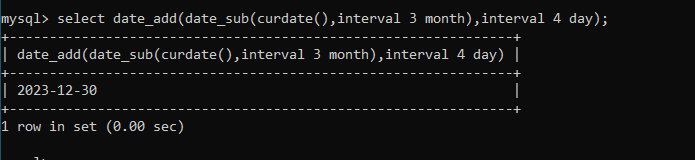 mysql> select date_add(date_sub(curdate(),interval 3 month),interval 4 day);
+---------------------------------------------------------------+
| date_add(date_sub(curdate(),interval 3 month),interval 4 day) |
+---------------------------------------------------------------+
| 2023-12-30                                                    |
+---------------------------------------------------------------+
1 row in set (0.00 sec)